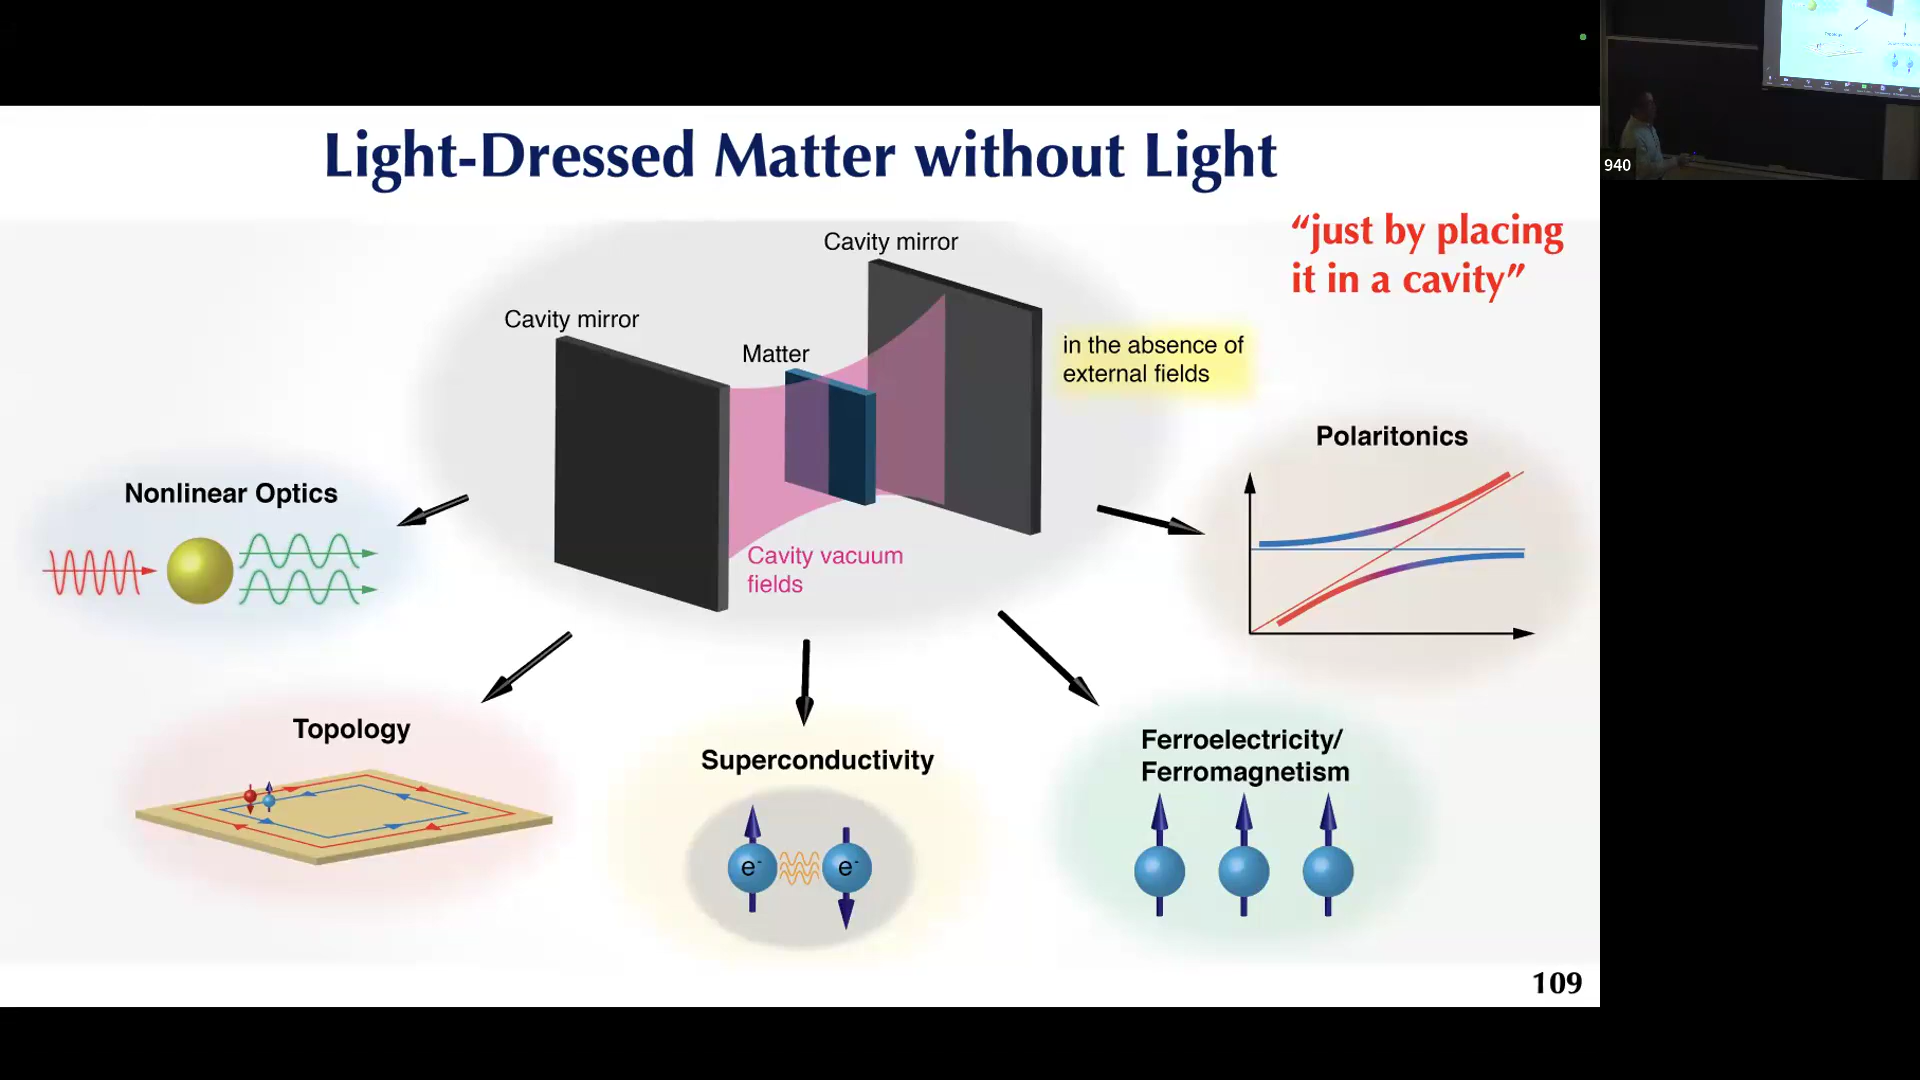 Light-Dressed Matter without Light
“just by placing
it in a cavity”
Cavity mirror
Cavity mirror
Matter
in the absence of
external fields
Cavity vacuum
fields
Nonlinear Optics
Polaritonics
Topology
Superconductivity
e- e-
Ferroelectricity/
Ferromagnetism
109
940